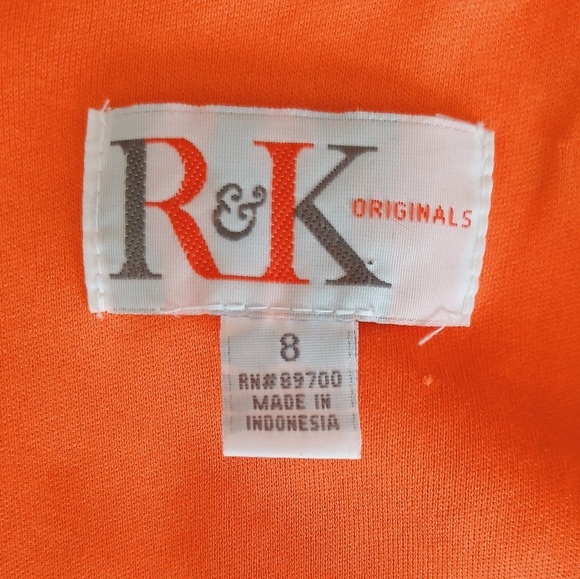 R&K ORIGINALS
8
RN#89700
MADE IN
INDONESIA